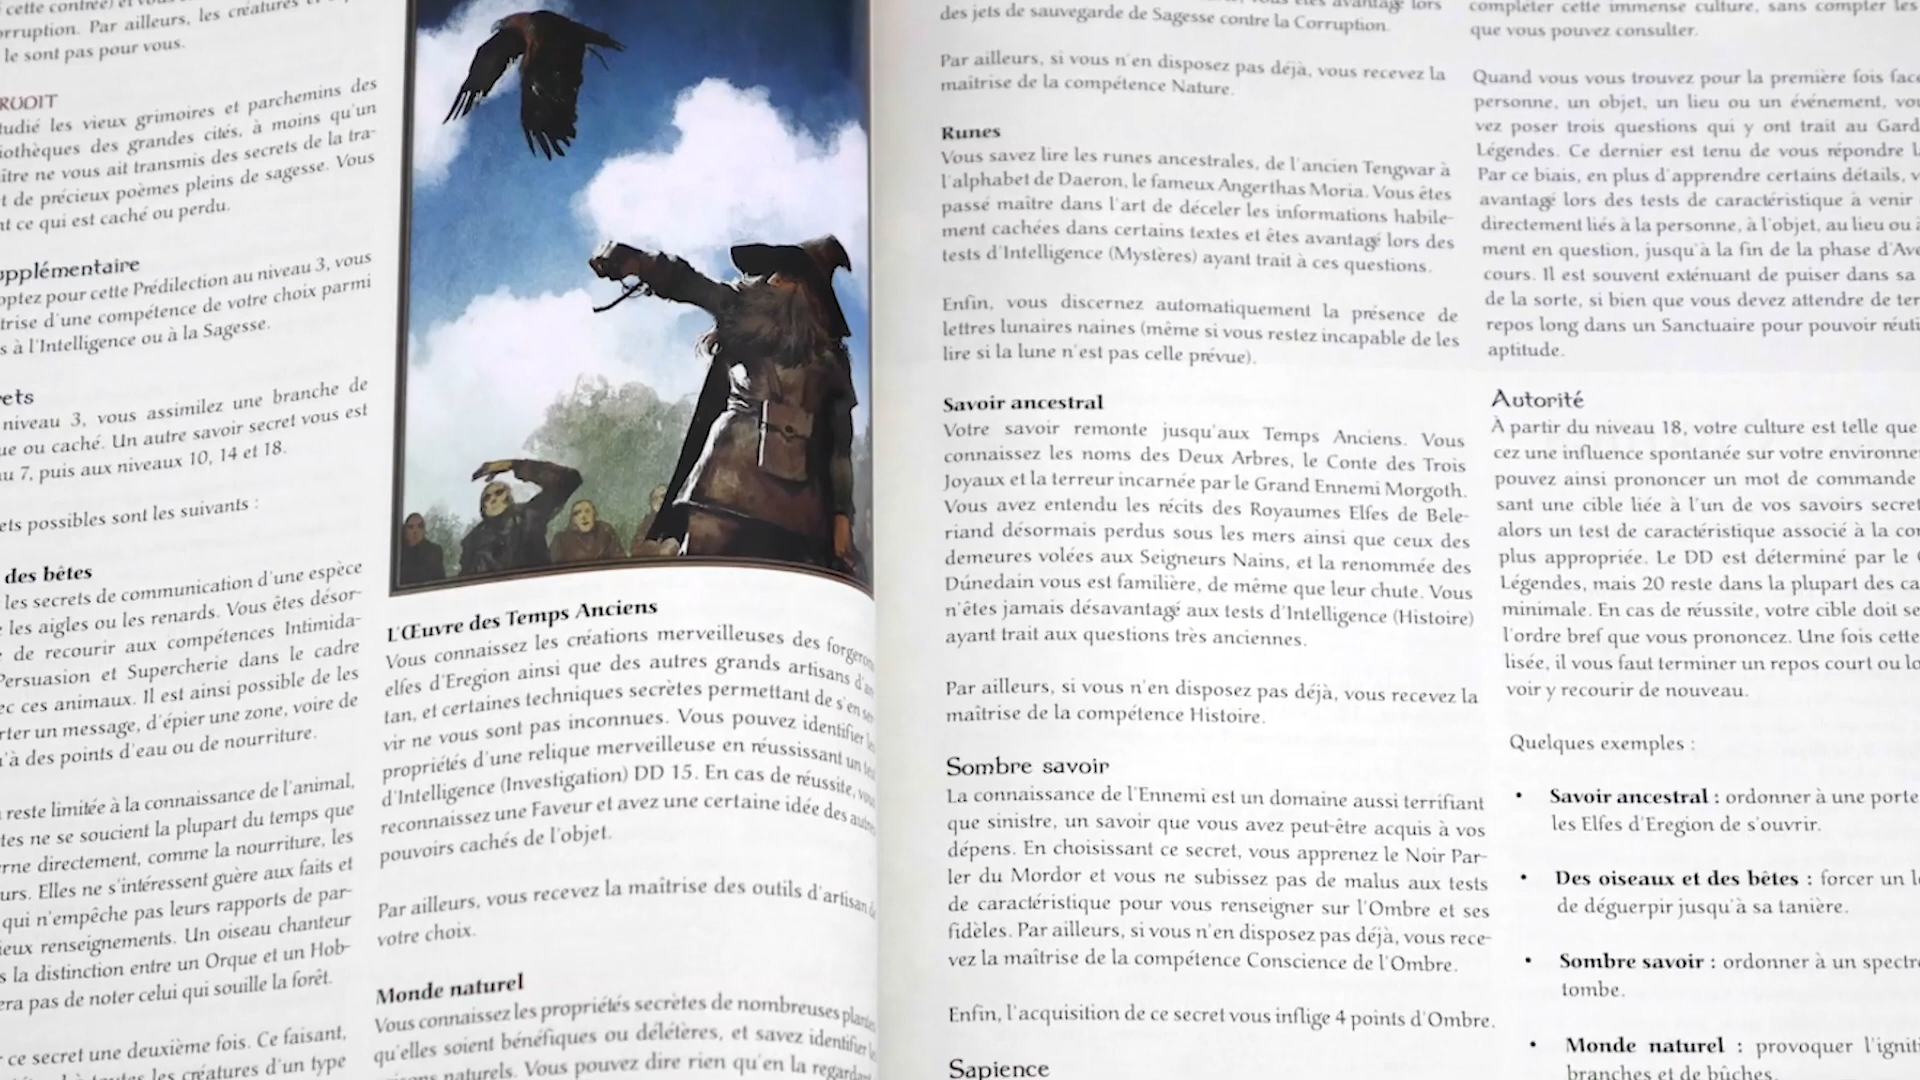 cette contrée) et
rruption. Par ailleurs, les créatures
le sont pas pour vous.
RUDIT
tudié les vieux grimoires et parchemins des
iothèques des grandes cités, à moins qu'un
ître ne vous ait transmis des secrets de la tra-
t de précieux poèmes pleins de sagesse. Vous
nt ce qui est caché ou perdu.
upplémentaire
optez pour cette Prédilection au niveau 3, vous
trise d'une compétence de votre choix parmi
s à l'Intelligence ou à la Sagesse.
ets
niveau 3, vous assimilez une branche de
ue ou caché. Un autre savoir secret vous est
au 7, puis aux niveaux 10, 14 et 18.
ets possibles sont les suivants :
des bêtes
les secrets de communication d'une espèce
les aigles ou les renards. Vous êtes désor-
de recourir aux compétences Intimida-
Persuasion et Supercherie dans le cadre
ec ces animaux. Il est ainsi possible de les
rter un message, d'épier une zone, voire de
'à des points d'eau ou de nourriture.
reste limitée à la connaissance de l'animal,
tes ne se soucient la plupart du temps que
rne directement, comme la nourriture, les
urs. Elles ne s'intéressent guère aux faits et
qui n'empêche pas leurs rapports de par-
ieux renseignements. Un oiseau chanteur
s la distinction entre un Orque et un Hob-
era pas de noter celui qui souille la forêt.
ce secret une deuxième fois. Ce faisant,
les créatures d'un type
L'Œuvre des Temps Anciens
Vous connaissez les créations merveilleuses des forgeron
elfes d'Eregion ainsi que des autres grands artisans d'an
tan, et certaines techniques secrètes permettant de s'en ser
vir ne vous sont pas inconnues. Vous pouvez identifier
propriétés d'une relique merveilleuse en réussissant un
d'Intelligence (Investigation) DD 15. En cas de réussite, vou
reconnaissez une Faveur et avez une certaine idée des autre
pouvoirs cachés de l'objet.
Par ailleurs, vous recevez la maîtrise des outils d'artisan
votre choix.
Monde naturel
Vous connaissez les propriétés secrètes de nombreuses plantes
qu'elles soient bénéfiques ou délétères, et savez identifier
naturels. Vous pouvez dire rien qu'en la regardant
des jets de sauvegarde de Sagesse contre la Corruption.
Par ailleurs, si vous n'en disposez pas déjà, vous recevez la
maîtrise de la compétence Nature.
Runes
Vous savez lire les runes ancestrales, de l'ancien Tengwar à
l'alphabet de Daeron, le fameux Angerthas Moria. Vous êtes
passé maître dans l'art de déceler les informations habile-
ment cachées dans certains textes et êtes avantagé lors des
tests d'Intelligence (Mystères) ayant trait à ces questions.
Enfin, vous discernez automatiquement la présence de
lettres lunaires naines (même si vous restez incapable de les
lire si la lune n'est pas celle prévue).
Savoir ancestral
Votre savoir remonte jusqu'aux Temps Anciens. Vous
connaissez les noms des Deux Arbres, le Conte des Trois
Joyaux et la terreur incarnée par le Grand Ennemi Morgoth.
Vous avez entendu les récits des Royaumes Elfes de Bele-
riand désormais perdus sous les mers ainsi que ceux des
demeures volées aux Seigneurs Nains, et la renommée des
Dúnedain vous est familière, de même que leur chute. Vous
n'êtes jamais désavantagé aux tests d'Intelligence (Histoire)
ayant trait aux questions très anciennes.
Par ailleurs, si vous n'en disposez pas déjà, vous recevez la
maîtrise de la compétence Histoire.
Sombre savoir
La connaissance de l'Ennemi est un domaine aussi terrifiant
que sinistre, un savoir que vous avez peut-être acquis à vos
dépens. En choisissant ce secret, vous apprenez le Noir Par-
ler du Mordor et vous ne subissez pas de malus aux tests
de caractéristique pour vous renseigner sur l'Ombre et ses
fidèles. Par ailleurs, si vous n'en disposez pas déjà, vous rece-
vez la maîtrise de la compétence Conscience de l'Ombre.
Enfin, l'acquisition de ce secret vous inflige 4 points d'Ombre.
Sapience
compléter cette immense culture, sans compter les
que vous pouvez consulter.
Quand vous vous trouvez pour la première fois face
personne, un objet, un lieu ou un événement, vou
vez poser trois questions qui y ont trait au Gard
Légendes. Ce dernier est tenu de vous répondre l
Par ce biais, en plus d'apprendre certains détails, v
avantagé lors des tests de caractéristique à venir
directement liés à la personne, à l'objet, au lieu ou à
ment en question, jusqu'à la fin de la phase d'Ave
cours. Il est souvent exténuant de puiser dans sa
de la sorte, si bien que vous devez attendre de ter
repos long dans un Sanctuaire pour pouvoir réuti
aptitude.
Autorité
À partir du niveau 18, votre culture est telle que
cez une influence spontanée sur votre environne
pouvez ainsi prononcer un mot de commande
sant une cible liée à l'un de vos savoirs secret
alors un test de caractéristique associé à la co
plus appropriée. Le DD est déterminé par le
Légendes, mais 20 reste dans la plupart des ca
minimale. En cas de réussite, votre cible doit se
l'ordre bref que vous prononcez. Une fois cette
lisée, il vous faut terminer un repos court ou lo
voir y recourir de nouveau.
Quelques exemples :
• Savoir ancestral : ordonner à une porte
les Elfes d'Eregion de s'ouvrir.
• Des oiseaux et des bêtes : forcer un l
de déguerpir jusqu'à sa tanière.
• Sombre savoir : ordonner à un spectr
tombe.
• Monde naturel : provoquer l'igniti
branches et de bûches.